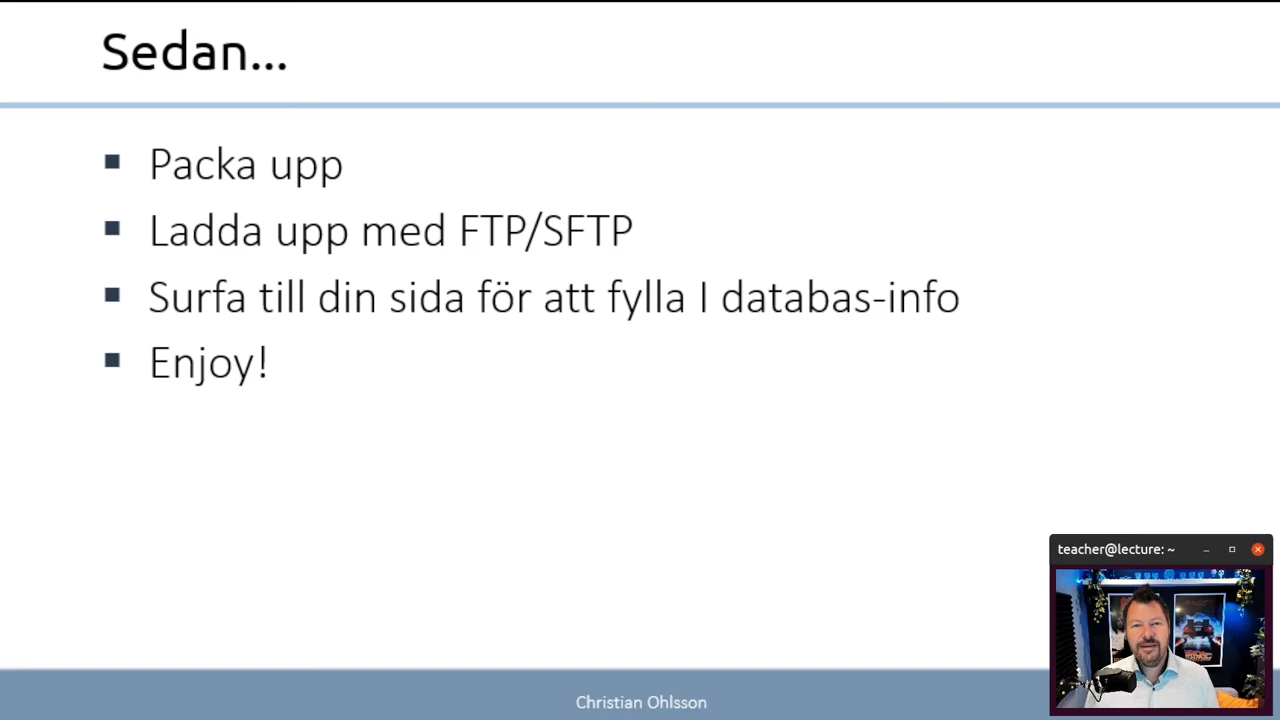 Sedan...
Packa upp
Ladda upp med FTP/SFTP
Surfa till din sida för att fylla I databas-info
Enjoy!
teacher@lecture: ~
Christian Ohlsson